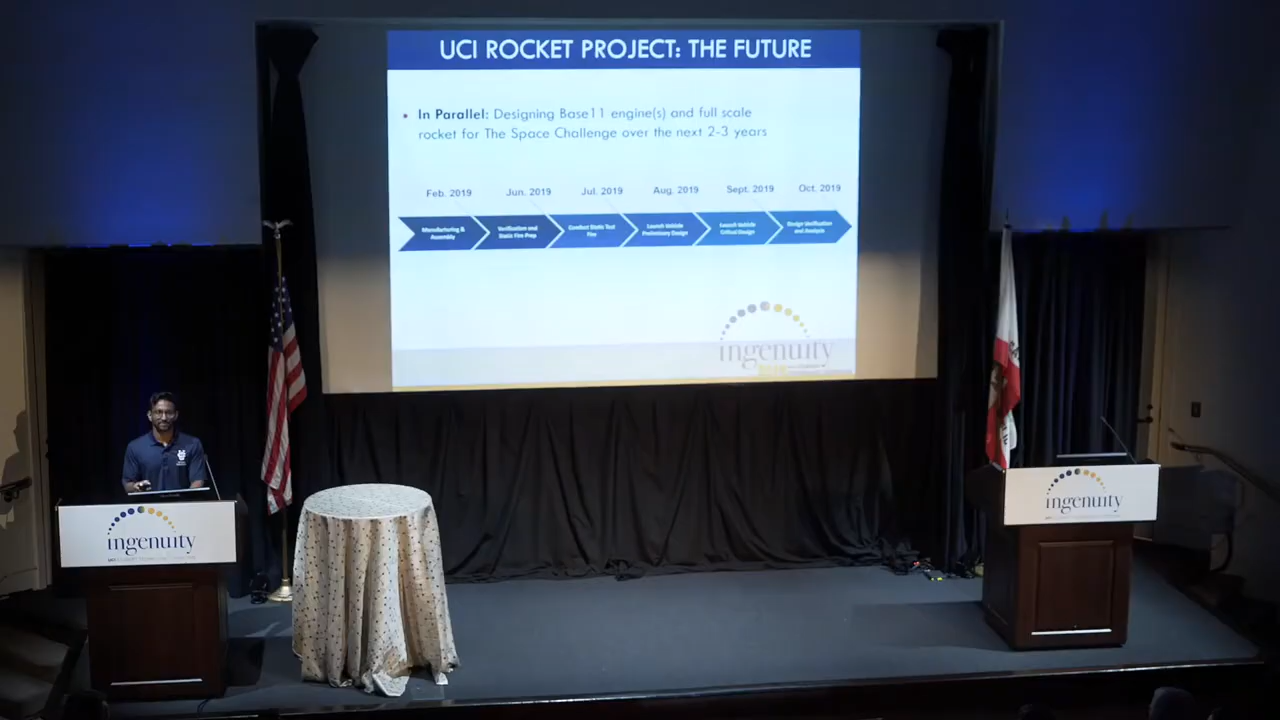 UCI ROCKET PROJECT: THE FUTURE
• In Parallel: Designing Base11 engine(s) and full scale
rocket for The Space Challenge over the next 2-3 years
Feb. 2019 Jun. 2019 Jul. 2019 Aug. 2019 Sept. 2019 Oct. 2019
Manufacturing & Assembly
Verification and Static Fire Prep
Conduct Static Test Fire
Launch Vehicle Preliminary Design
Launch Vehicle Critical Design
Design Verification and Analysis
ingenuity
ingenuity
ingenuity